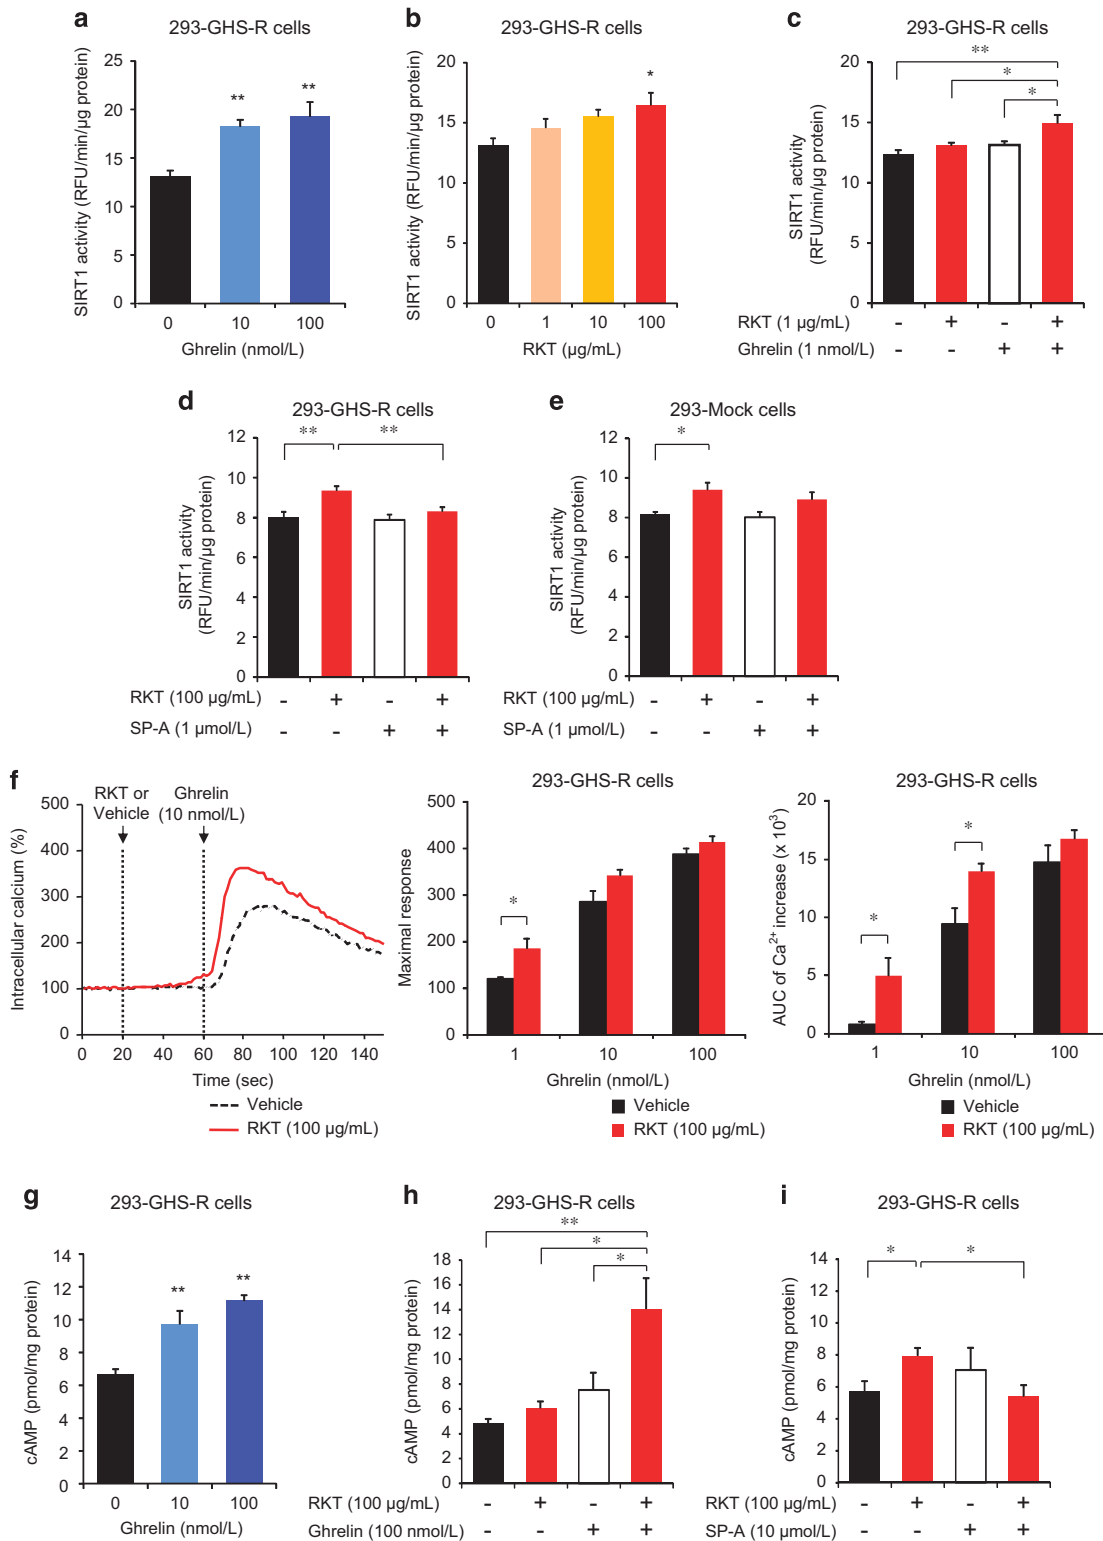 a
293-GHS-R cells
SIRT1 activity (RFU/min/µg protein)
25
20
15
10
5
0
**
**
0 10 100
Ghrelin (nmol/L)
b
293-GHS-R cells
SIRT1 activity (RFU/min/µg protein)
20
15
10
5
0
*
0 1 10 100
RKT (µg/mL)
c
293-GHS-R cells
SIRT1 activity
(RFU/min/µg protein)
20
15
10
5
0
**
*
*
RKT (1 µg/mL) - + - +
Ghrelin (1 nmol/L) - - + +
d
293-GHS-R cells
SIRT1 activity
(RFU/min/µg protein)
12
10
8
6
4
2
0
** **
RKT (100 µg/mL) - + - +
SP-A (1 µmol/L) - - + +
e
293-Mock cells
SIRT1 activity
(RFU/min/µg protein)
12
10
8
6
4
2
0
*
RKT (100 µg/mL) - + - +
SP-A (1 µmol/L) - - + +
f
Intracellular calcium (%)
500
400
300
200
100
0
RKT or
Vehicle
Ghrelin
(10 nmol/L)
0 20 40 60 80 100 120 140
Time (sec)
Vehicle
RKT (100 µg/mL)
293-GHS-R cells
Maximal response
500
400
300
200
100
0
*
1 10 100
Ghrelin (nmol/L)
Vehicle
RKT (100 µg/mL)
293-GHS-R cells
AUC of Ca²⁺ increase (x 10³)
20
15
10
5
0
*
*
1 10 100
Ghrelin (nmol/L)
Vehicle
RKT (100 µg/mL)
g
293-GHS-R cells
cAMP (pmol/mg protein)
14
12
10
8
6
4
2
0
**
**
0 10 100
Ghrelin (nmol/L)
h
293-GHS-R cells
cAMP (pmol/mg protein)
18
16
14
12
10
8
6
4
2
0
**
*
*
RKT (100 µg/mL) - + - +
Ghrelin (100 nmol/L) - - + +
i
293-GHS-R cells
cAMP (pmol/mg protein)
14
12
10
8
6
4
2
0
* *
RKT (100 µg/mL) - + - +
SP-A (10 µmol/L) - - + +